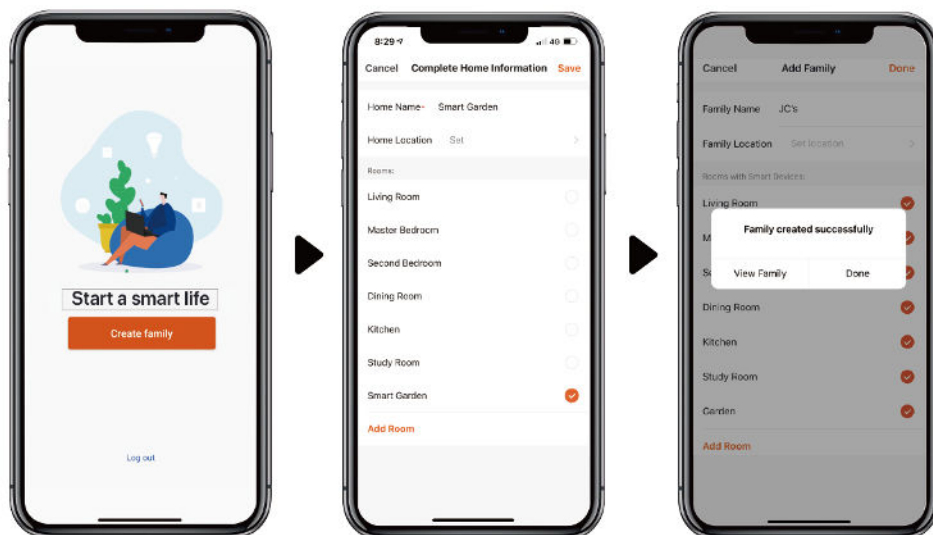 Start a smart life
Create family
Log out
8:29
4G
Cancel Complete Home Information Save
Home Name- Smart Garden
Home Location Set
Rooms:
Living Room
Master Bedroom
Second Bedroom
Dining Room
Kitchen
Study Room
Smart Garden
Add Room
Cancel Add Family Done
Family Name JC's
Family Location Set location
Rooms with Smart Devices:
Living Room
Family created successfully
M
View Family Done
Dining Room
Kitchen
Study Room
Garden
Add Room